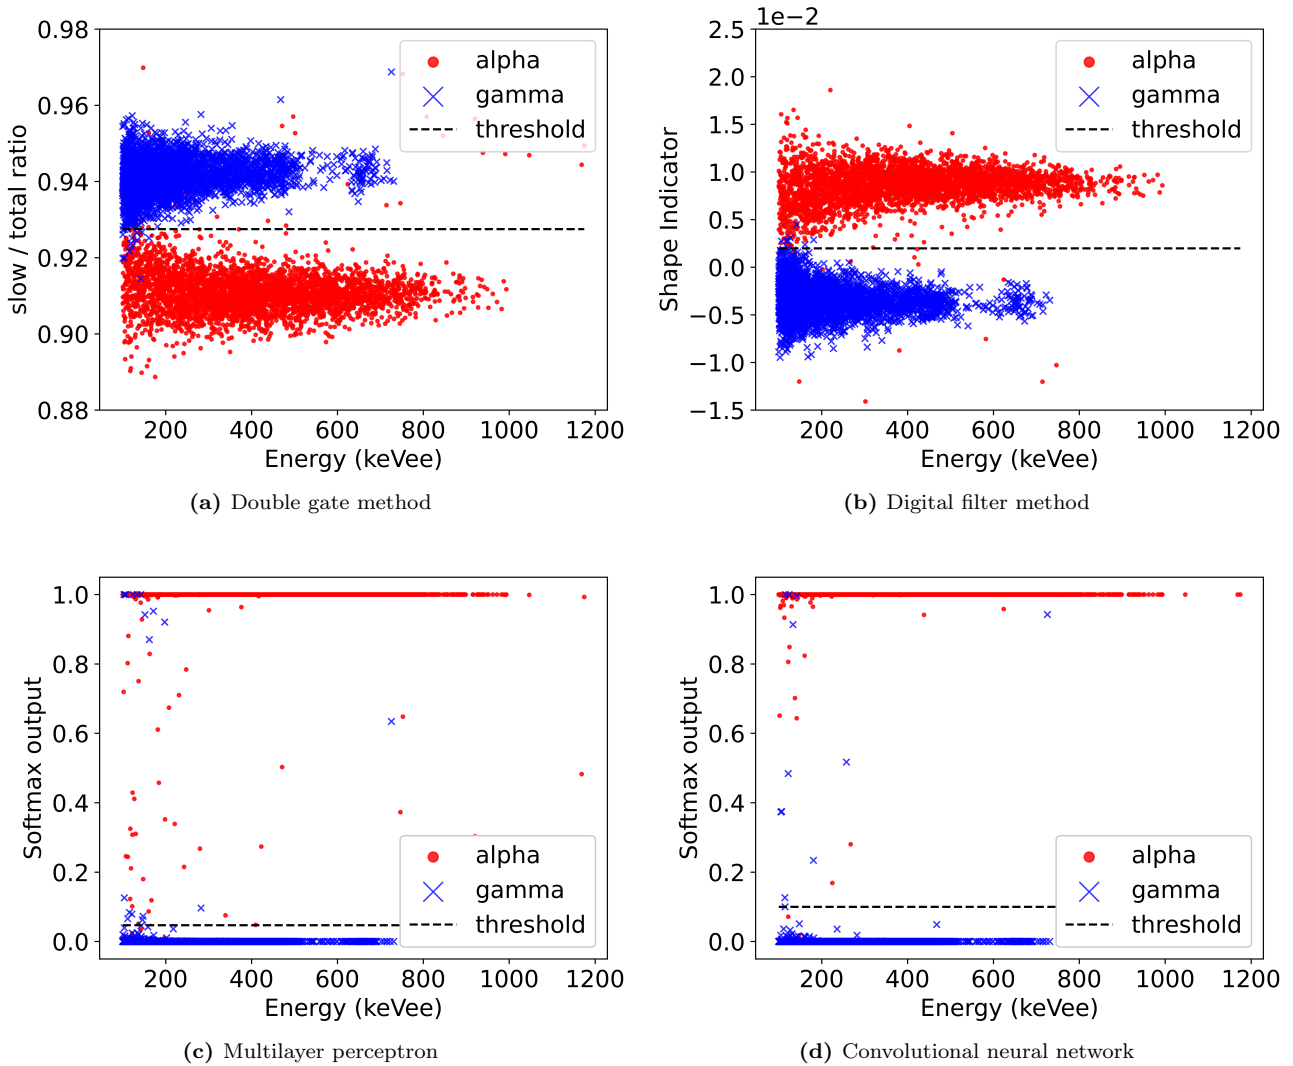 0.98
0.96
0.94
0.92
0.90
0.88
slow / total ratio
alpha
gamma
threshold
200 400 600 800 1000 1200
Energy (keVee)
(a) Double gate method
1e−2
2.5
2.0
1.5
1.0
0.5
0.0
−0.5
−1.0
−1.5
Shape Indicator
alpha
gamma
threshold
200 400 600 800 1000 1200
Energy (keVee)
(b) Digital filter method
1.0
0.8
0.6
0.4
0.2
0.0
Softmax output
alpha
gamma
threshold
200 400 600 800 1000 1200
Energy (keVee)
(c) Multilayer perceptron
1.0
0.8
0.6
0.4
0.2
0.0
Softmax output
alpha
gamma
threshold
200 400 600 800 1000 1200
Energy (keVee)
(d) Convolutional neural network